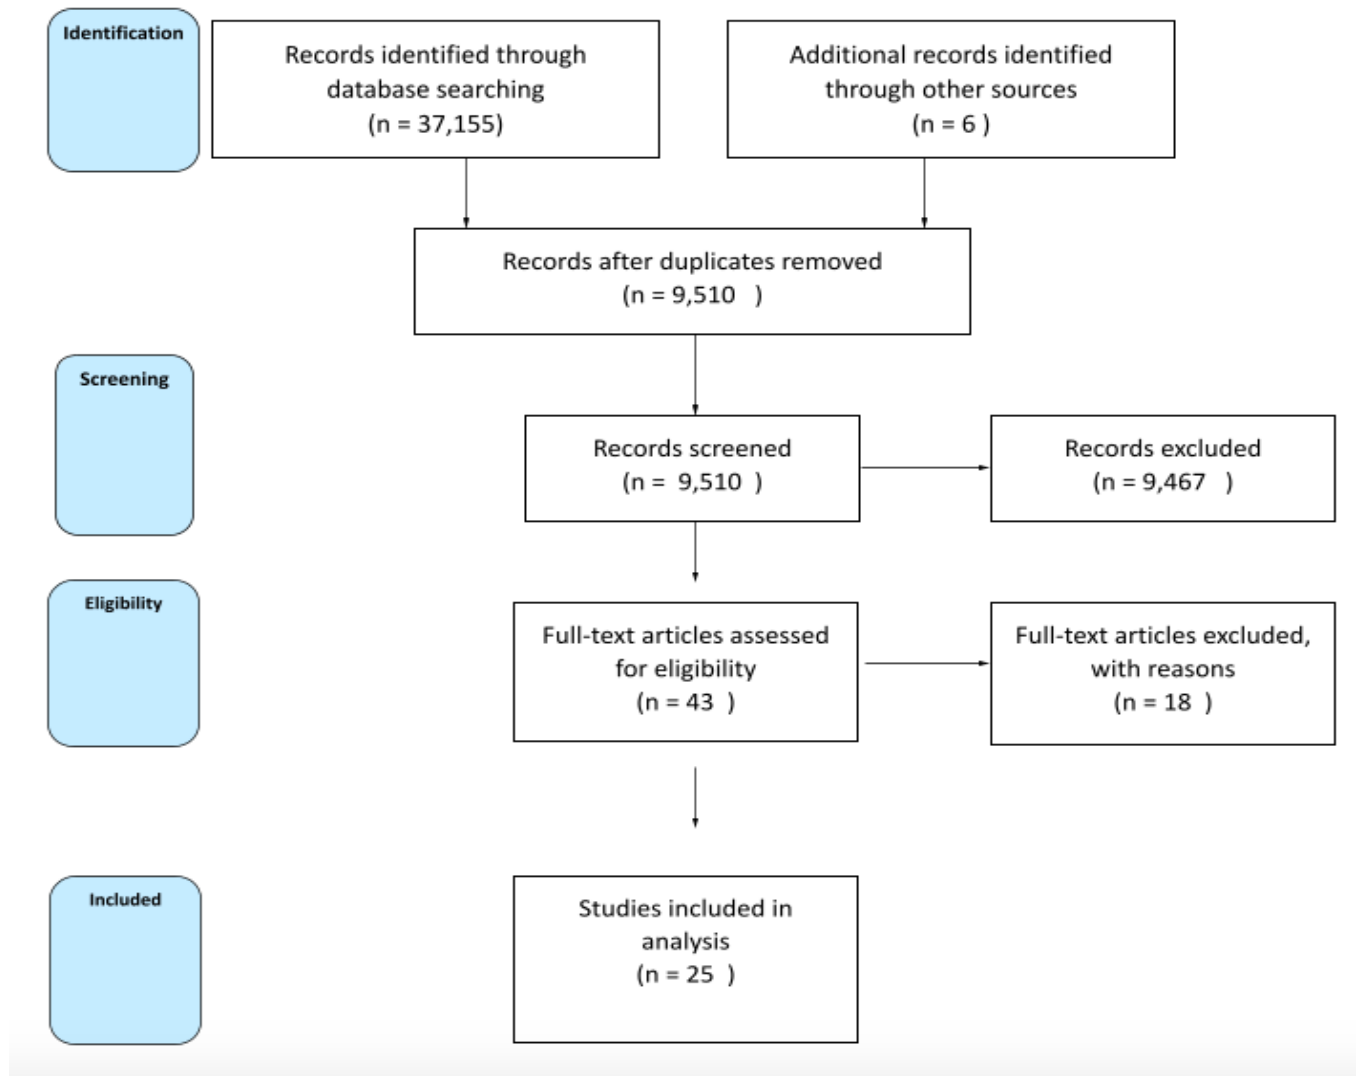 Identification
Records identified through
database searching
(n = 37,155)
Additional records identified
through other sources
(n = 6 )
Records after duplicates removed
(n = 9,510   )
Screening
Records screened
(n =  9,510  )
Records excluded
(n = 9,467   )
Eligibility
Full-text articles assessed
for eligibility
(n = 43  )
Full-text articles excluded,
with reasons
(n = 18  )
Included
Studies included in
analysis
(n = 25  )